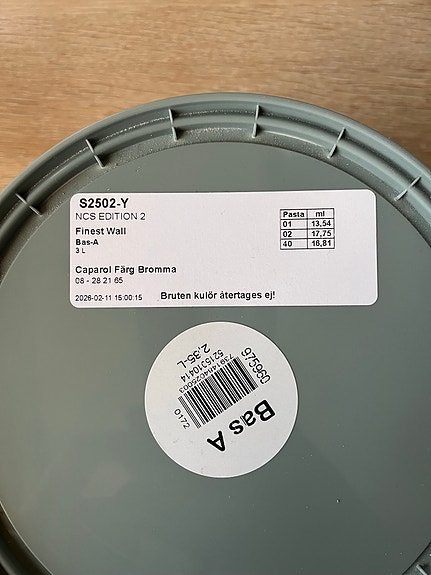 S2502-Y
NCS EDITION 2
Finest Wall
Bas-A
3 L
Caparol Färg Bromma
08 - 28 21 65
2026-02-11 15:00:15 Bruten kulör återtages ej!
Pasta ml
01 13,54
02 17,75
40 16,81
975960
Bas A
0172
2,35-L